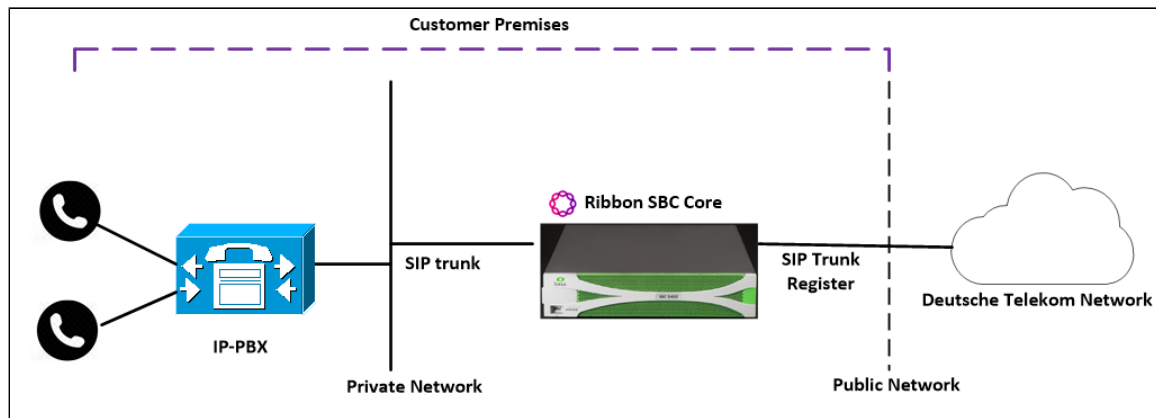 Customer Premises
Ribbon SBC Core
SIP trunk
SIP Trunk
Register
Deutsche Telekom Network
IP-PBX
Private Network
Public Network